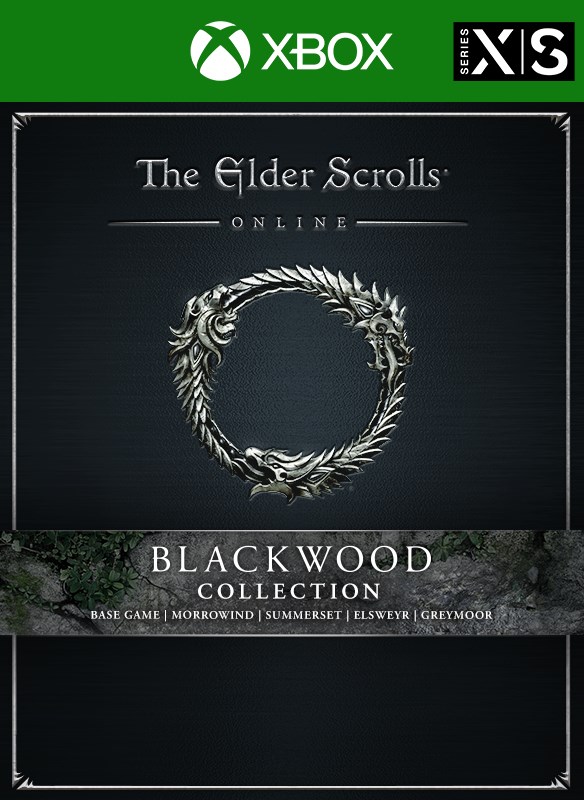 XBOX
SERIES X|S
The Elder Scrolls
ONLINE
BLACKWOOD
COLLECTION
BASE GAME | MORROWIND | SUMMERSET | ELSWEYR | GREYMOOR